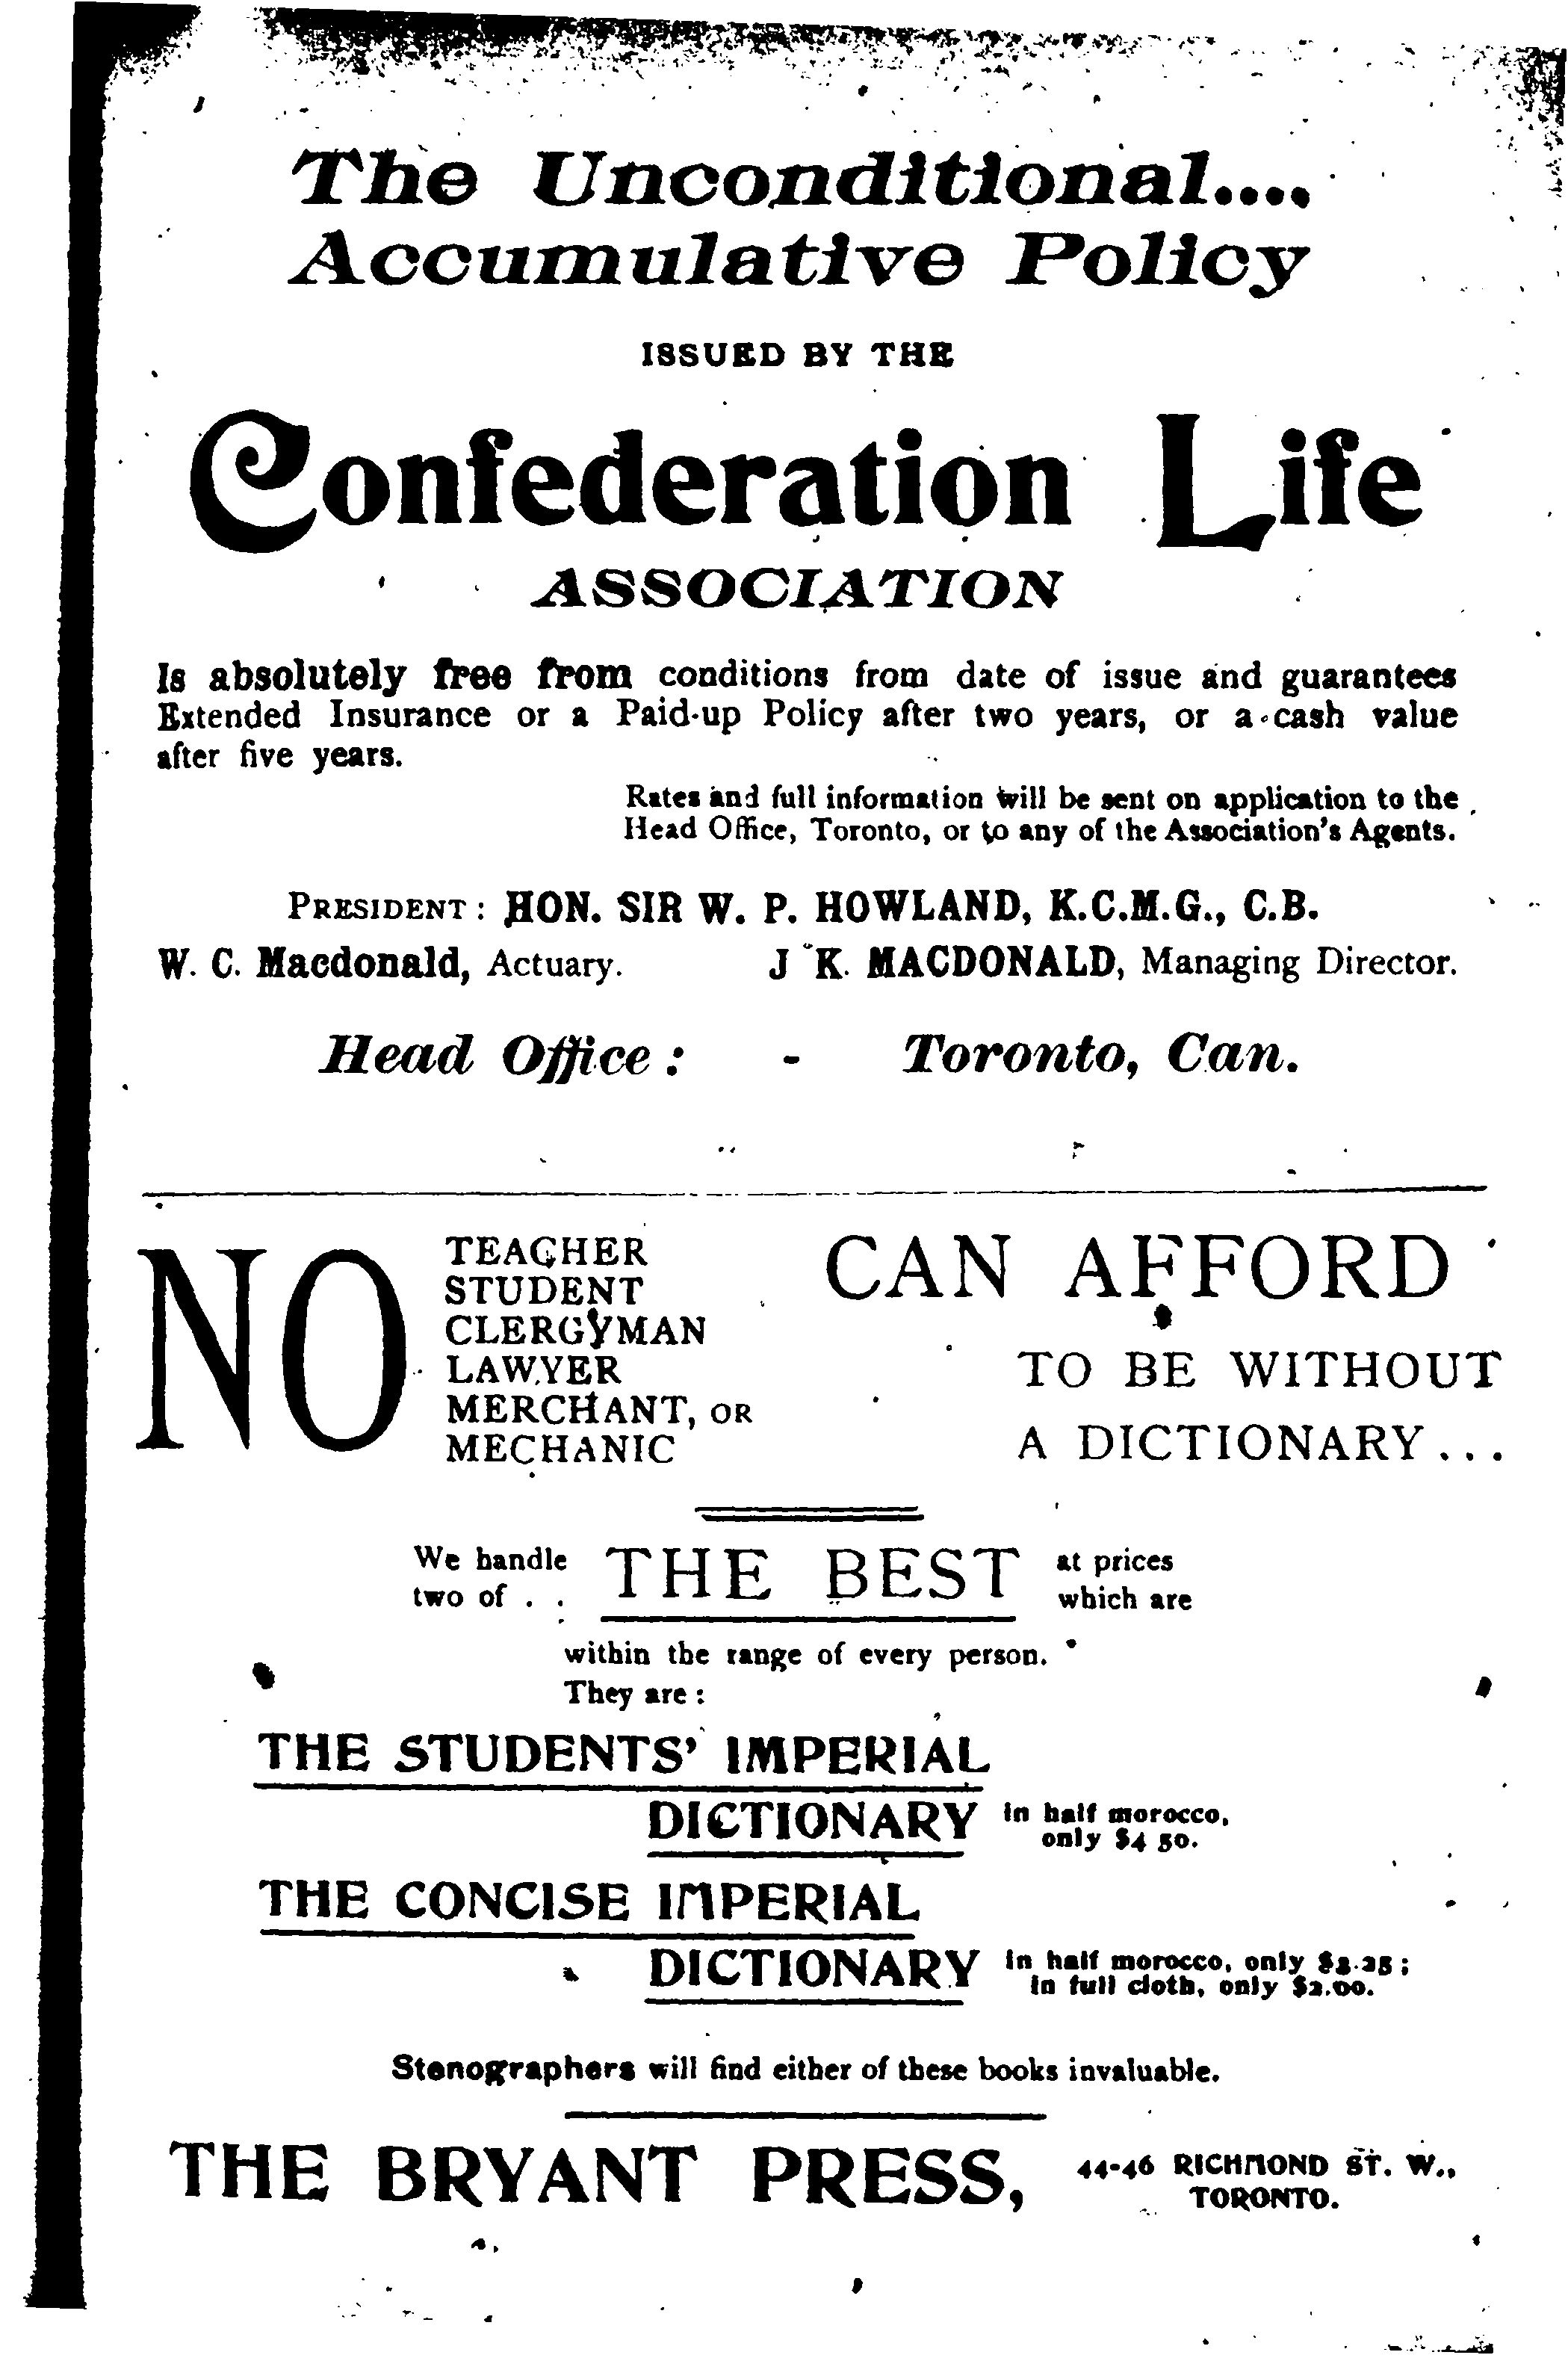 The Unconditional....
Accumulative Policy
ISSUED BY THE
Confederation Life
ASSOCIATION
Is absolutely free from conditions from date of issue and guarantees
Extended Insurance or a Paid-up Policy after two years, or a cash value
after five years.
Rates and full information will be sent on application to the
Head Office, Toronto, or to any of the Association's Agents.
PRESIDENT: HON. SIR W. P. HOWLAND, K.C.M.G., C.B.
W. C. Macdonald, Actuary. J K. MACDONALD, Managing Director.
Head Office: - Toronto, Can.
NO
TEACHER
STUDENT
CLERGYMAN
LAWYER
MERCHANT, OR
MECHANIC
CAN AFFORD
TO BE WITHOUT
A DICTIONARY...
We handle
two of . .
THE BEST
at prices
which are
within the range of every person.
They are:
THE STUDENTS' IMPERIAL
DICTIONARY in half morocco,
only $4 50.
THE CONCISE IMPERIAL
DICTIONARY in half morocco, only
in full cloth, only $2.00.
Stenographers will find either of these books invaluable.
THE BRYANT PRESS,
44-46 RICHMOND ST. W.,
TORONTO.